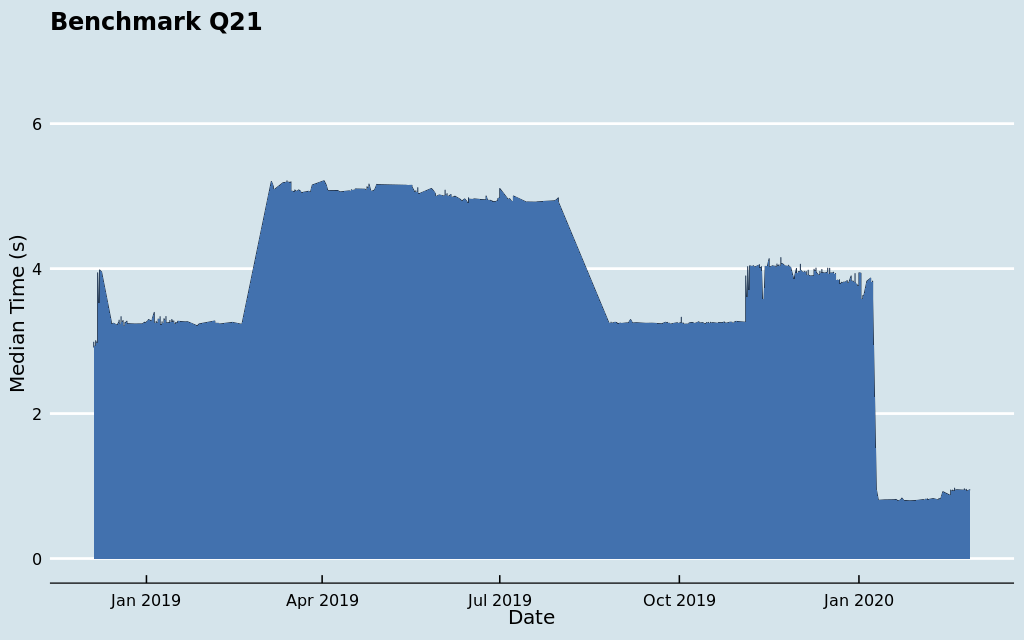 Benchmark Q21
6
4
2
0
Median Time (s)
Jan 2019
Apr 2019
Jul 2019
Oct 2019
Jan 2020
Date